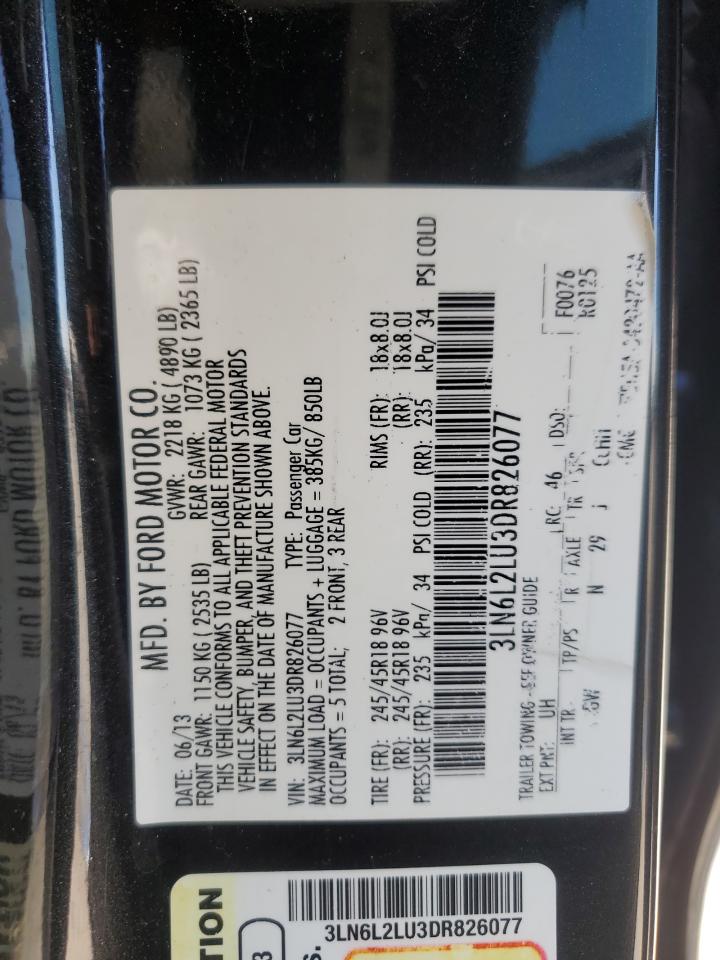 MFD. BY FORD MOTOR CO.
DATE: 06/13 GVWR: 2218 KG ( 4890 LB)
FRONT GAWR: 1150 KG ( 2535 LB) REAR GAWR: 1073 KG ( 2365 LB)
THIS VEHICLE CONFORMS TO ALL APPLICABLE FEDERAL MOTOR
VEHICLE SAFETY, BUMPER, AND THEFT PREVENTION STANDARDS
IN EFFECT ON THE DATE OF MANUFACTURE SHOWN ABOVE.
VIN: 3LN6L2LU3DR826077 TYPE: Passenger Car
MAXIMUM LOAD = OCCUPANTS + LUGGAGE = 385KG/ 850LB
OCCUPANTS = 5 TOTAL; 2 FRONT, 3 REAR
TIRE (FR): 245/45R18 96V RIMS (FR): 18x8.0J
(RR): 245/45R18 96V (RR): 18x8.0J
PRESSURE (FR): 235 kPa/ 34 PSI COLD (RR): 235 kPa/ 34 PSI COLD
3LN6L2LU3DR826077
TRAILER TOWING - SEE OWNER GUIDE
EXT PNT: UH RC: 46 DSO: F0076
INT TR TP/PS R AXLE TR SPR R0125
GW N 29 J
TION
3
S.
3LN6L2LU3DR826077